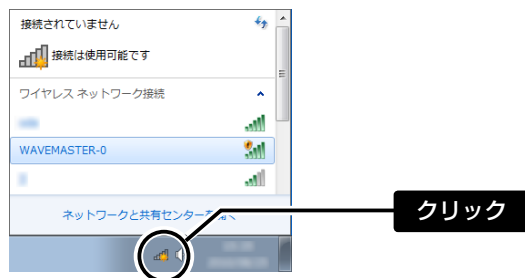 接続されていません
接続は使用可能です
ワイヤレス ネットワーク接続
WAVEMASTER-0
ネットワークと共有センターを開く
クリック